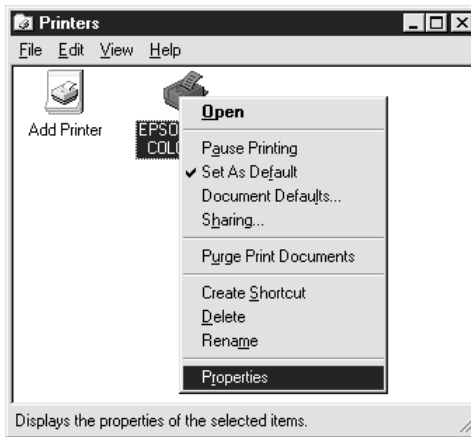 Printers
File Edit View Help
Add Printer
EPSO
COLO
Open
Pause Printing
Set As Default
Document Defaults...
Sharing...
Purge Print Documents
Create Shortcut
Delete
Rename
Properties
Displays the properties of the selected items.